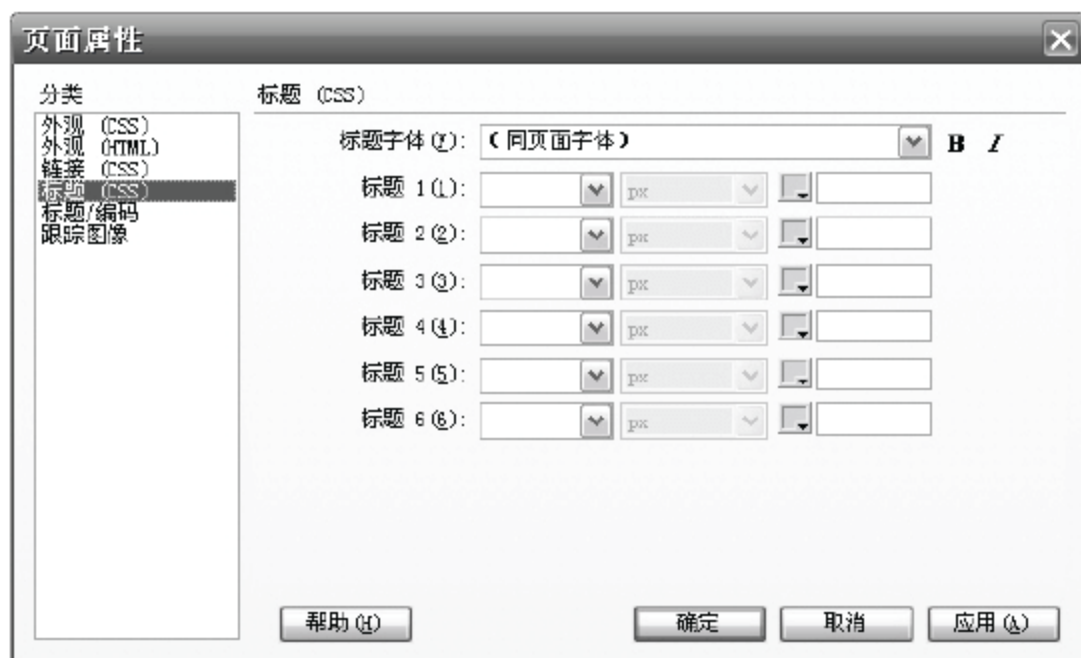 页面属性
分类
外观 (CSS)
外观 (HTML)
链接 (CSS)
标题 (CSS)
标题/编码
跟踪图像
标题 (CSS)
标题字体(Y): (同页面字体) B I
标题 1(1): px
标题 2(2): px
标题 3(3): px
标题 4(4): px
标题 5(5): px
标题 6(6): px
帮助(H) 确定 取消 应用(A)